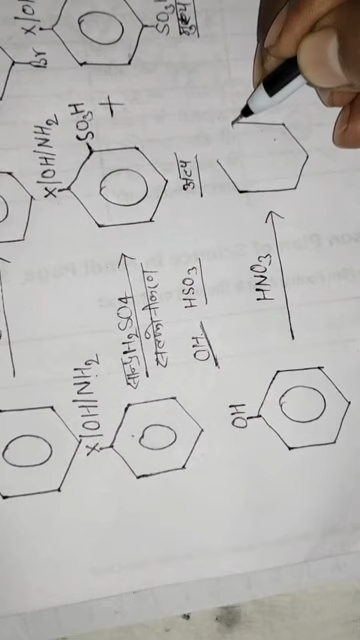 Br
X/OH
SO3H
मुख्य
X/OH/NH2
SO3H
+
अल्प
X/OH/NH2
सान्द्र H2SO4
सल्फोनीकरण
OH HSO3
OH
HNO3